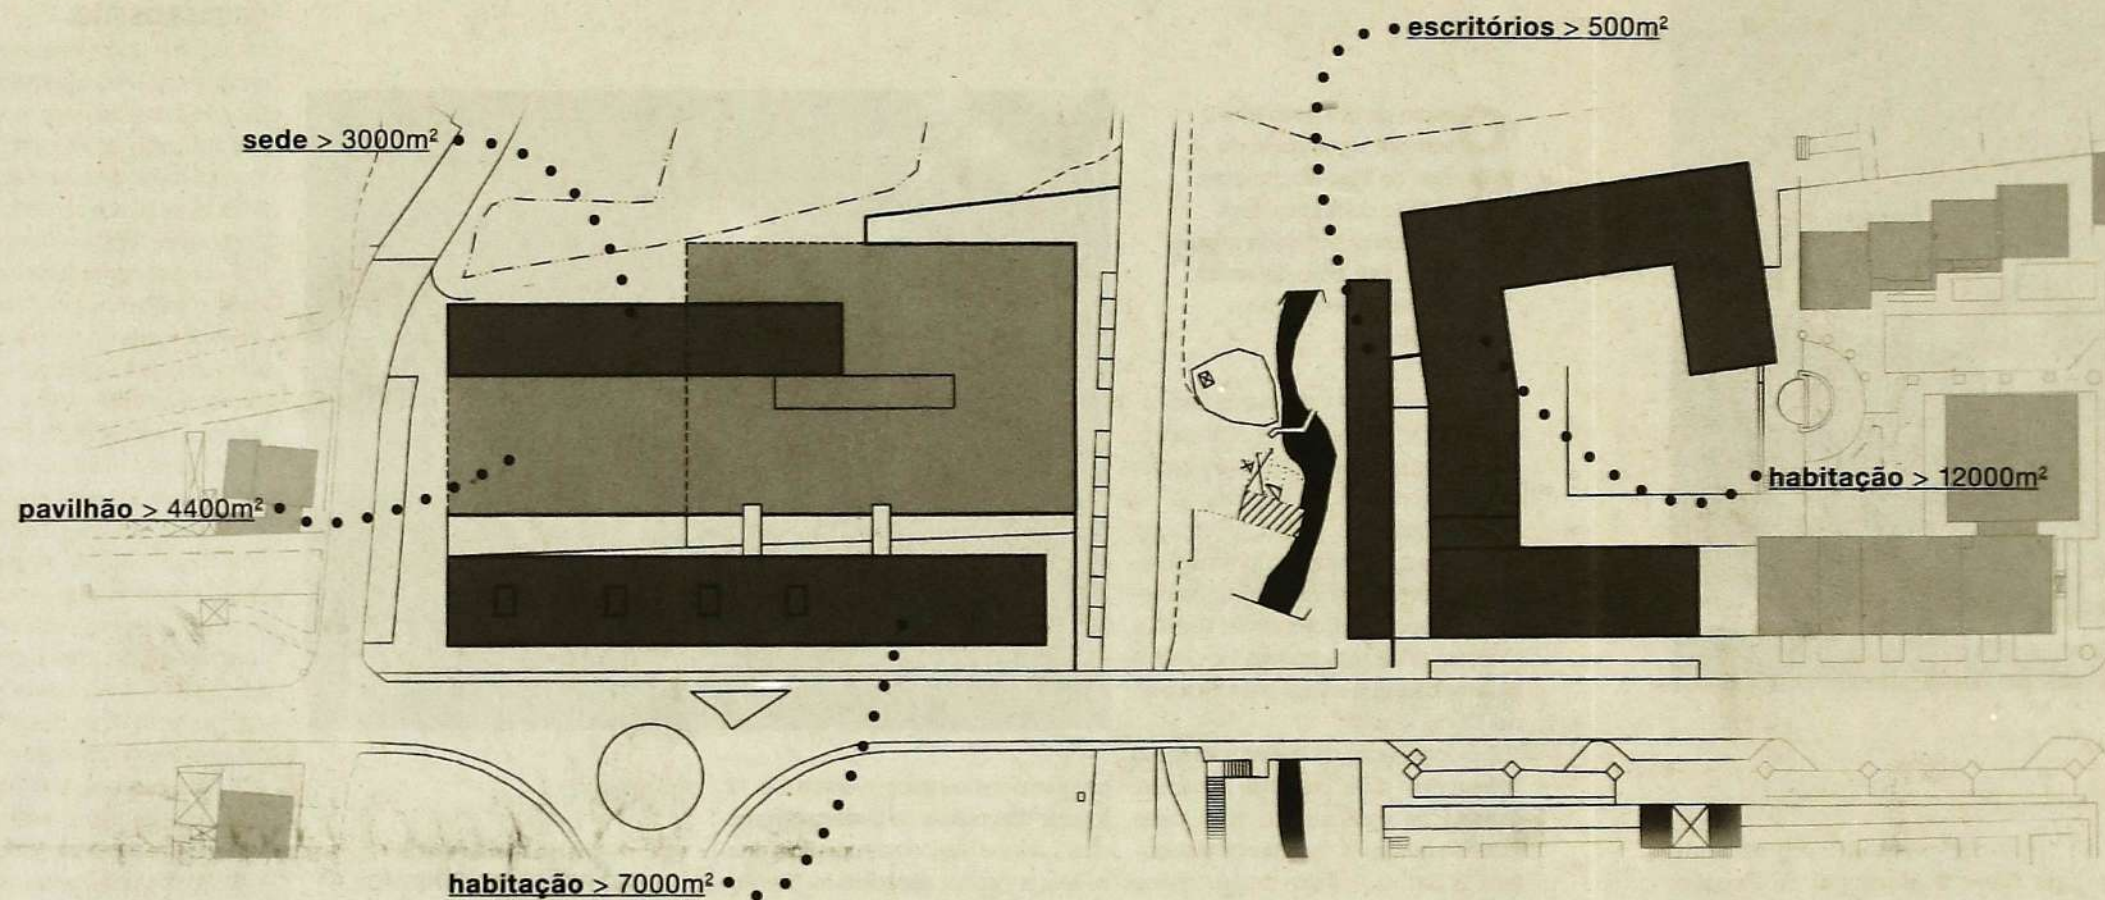 escritórios > 500m²
sede > 3000m²
habitação > 12000m²
pavilhão > 4400m²
habitação > 7000m²